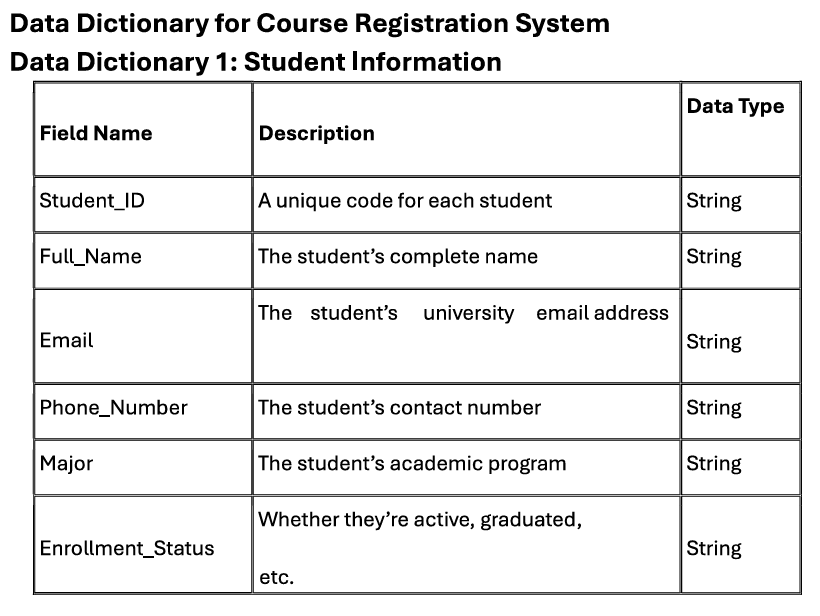 Data Dictionary for Course Registration System
Data Dictionary 1: Student Information
Field Name Description Data Type
Student_ID A unique code for each student String
Full_Name The student’s complete name String
Email The student’s university email address String
Phone_Number The student’s contact number String
Major The student’s academic program String
Enrollment_Status Whether they’re active, graduated, String
etc.